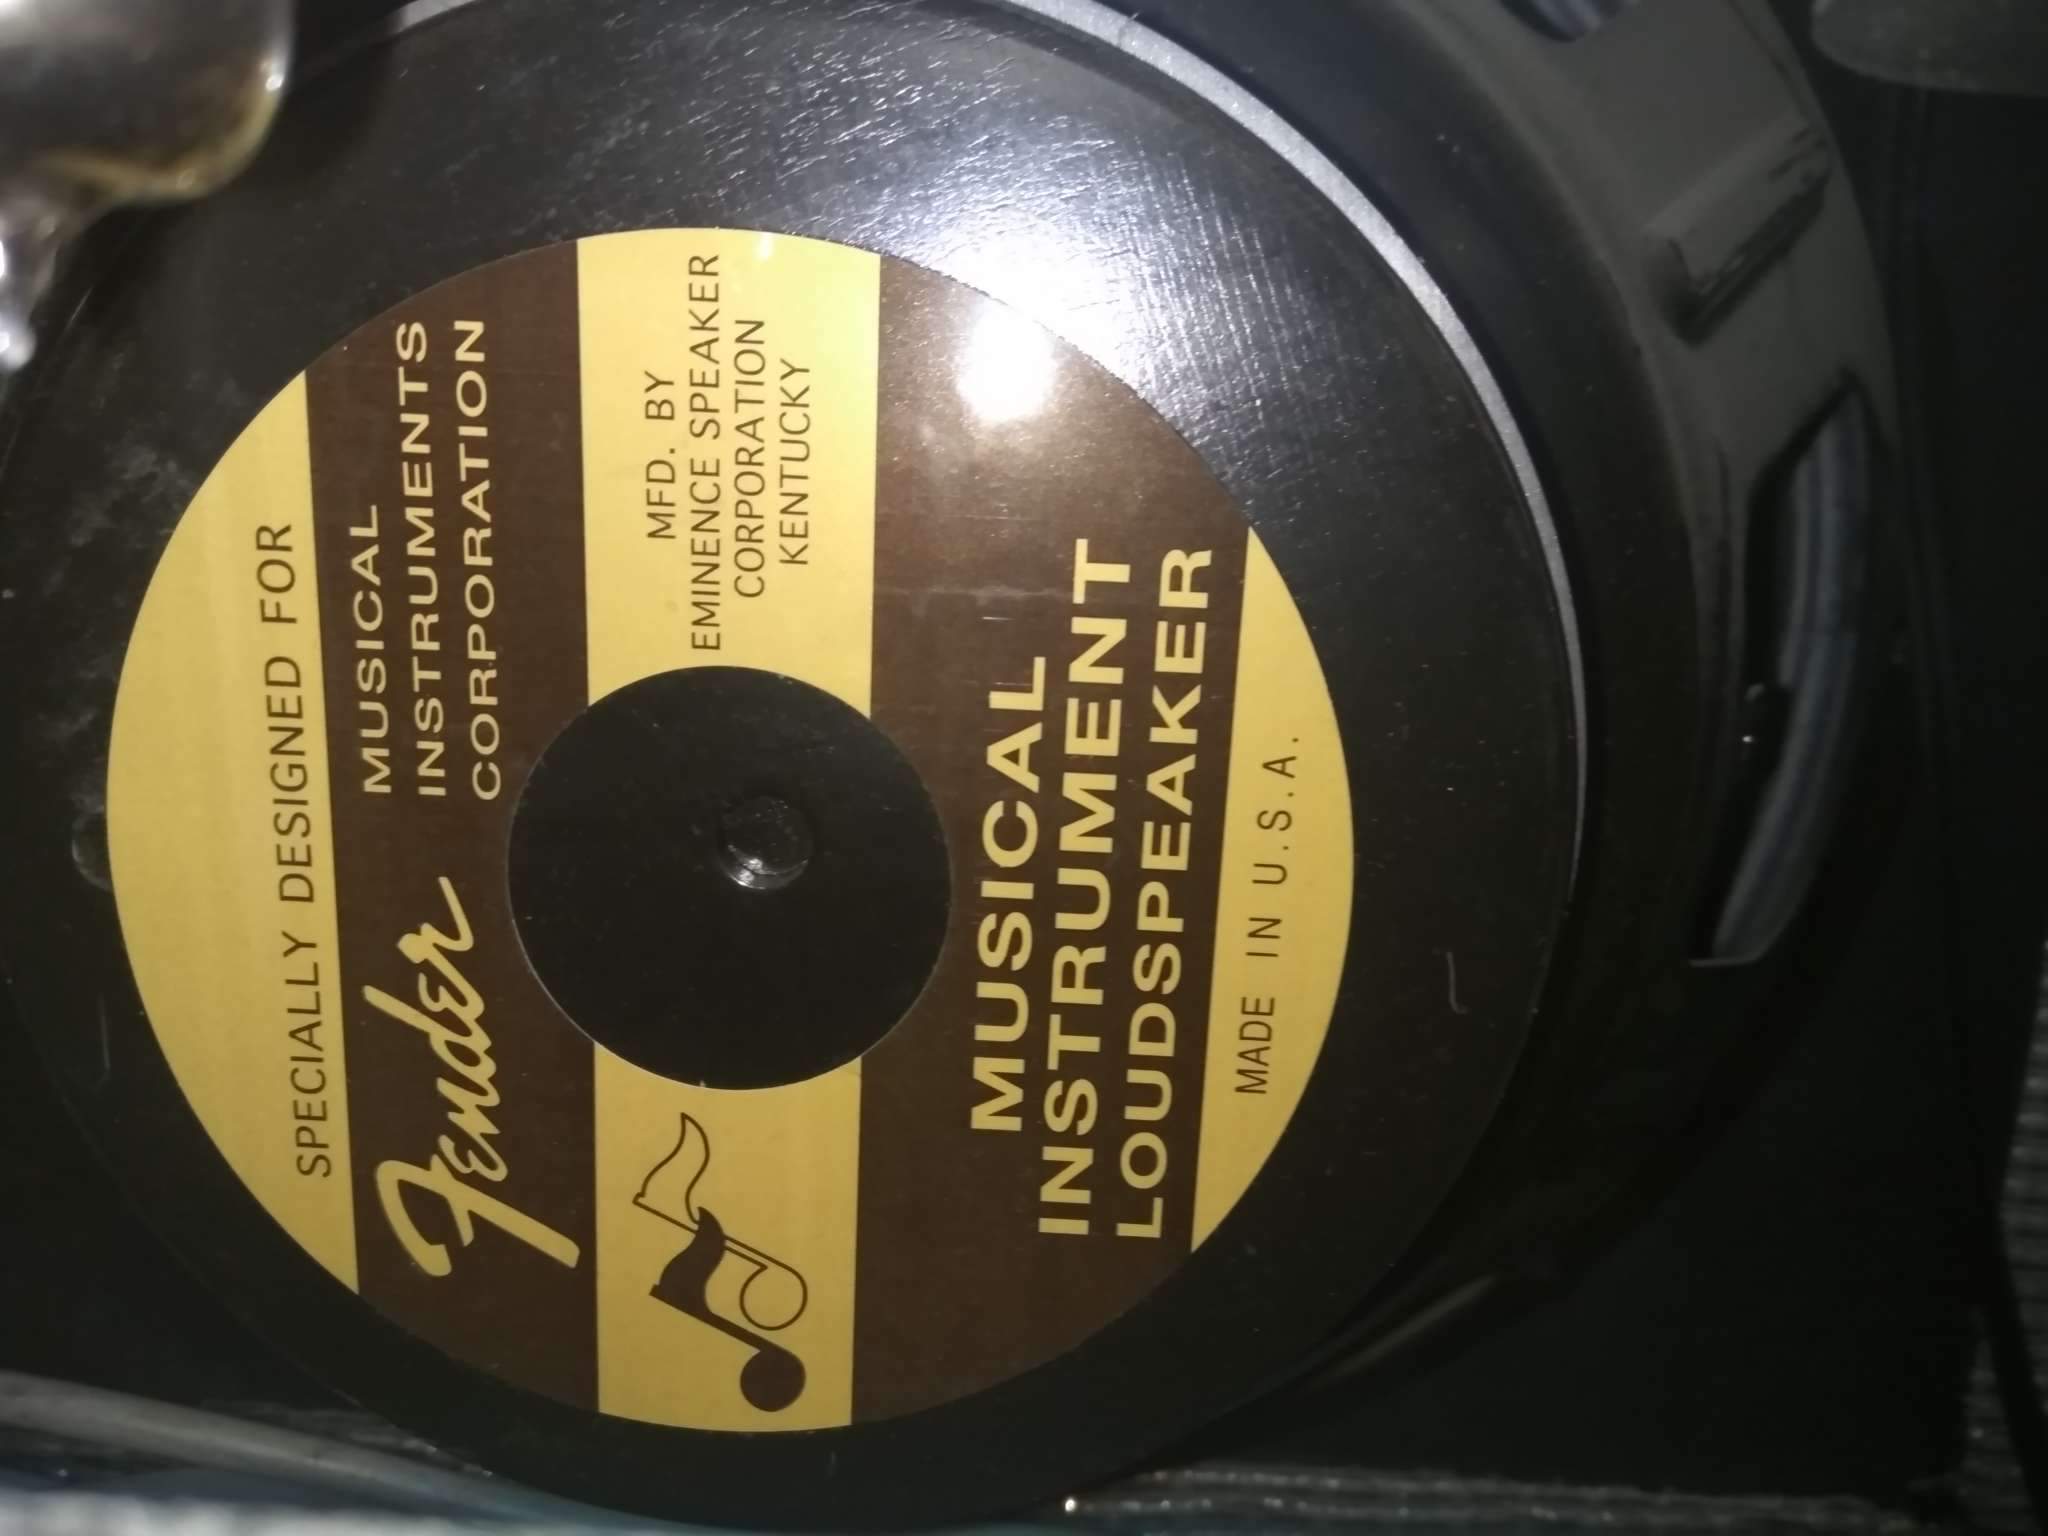 SPECIALLY DESIGNED FOR
Fender
MUSICAL
INSTRUMENTS
CORPORATION
MFD. BY
EMINENCE SPEAKER
CORPORATION
KENTUCKY
MUSICAL
INSTRUMENT
LOUDSPEAKER
MADE IN U.S.A.